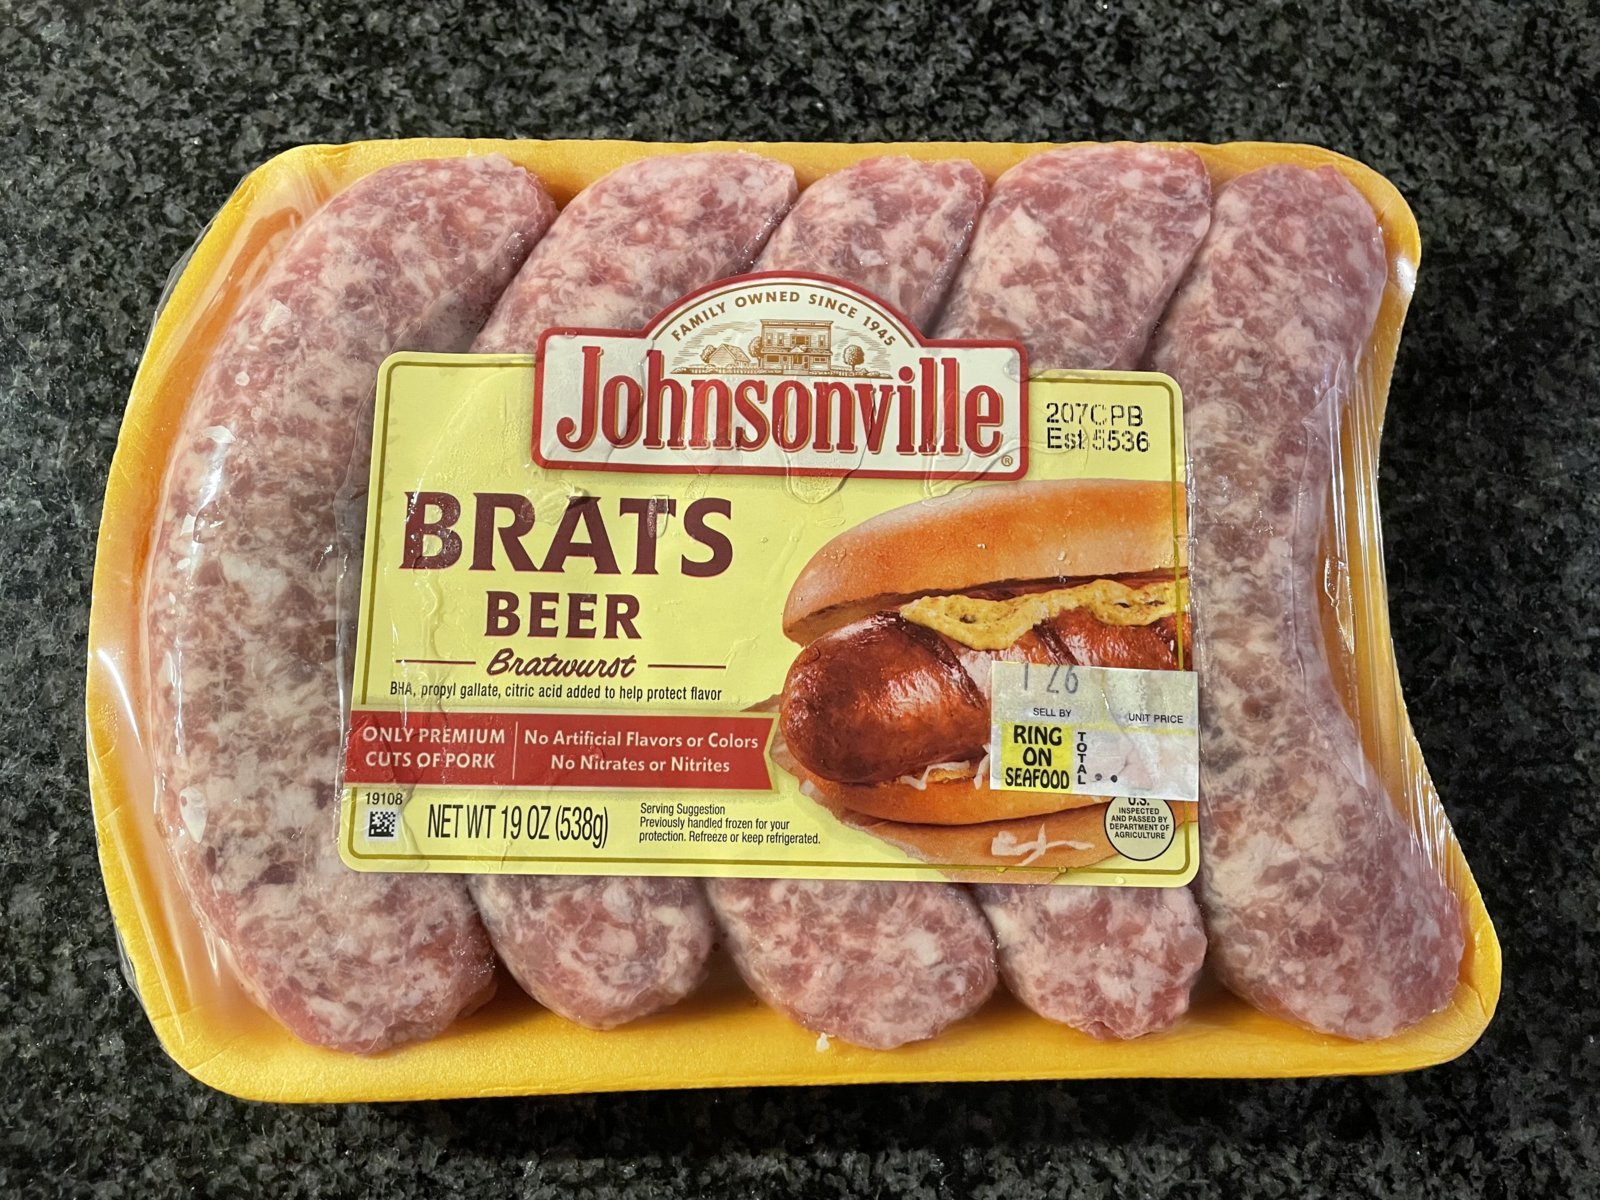 FAMILY OWNED SINCE 1945
Johnsonville®
207CPB
Est 5536
BRATS
BEER
Bratwurst
BHA, propyl gallate, citric acid added to help protect flavor
ONLY PREMIUM
CUTS OF PORK
No Artificial Flavors or Colors
No Nitrates or Nitrites
19108
NET WT 19 OZ (538g)
Serving Suggestion
Previously handled frozen for your
protection. Refreeze or keep refrigerated.
1 26
SELL BY
UNIT PRICE
RING
ON
SEAFOOD
TOTAL
U.S.
INSPECTED
AND PASSED BY
DEPARTMENT OF
AGRICULTURE